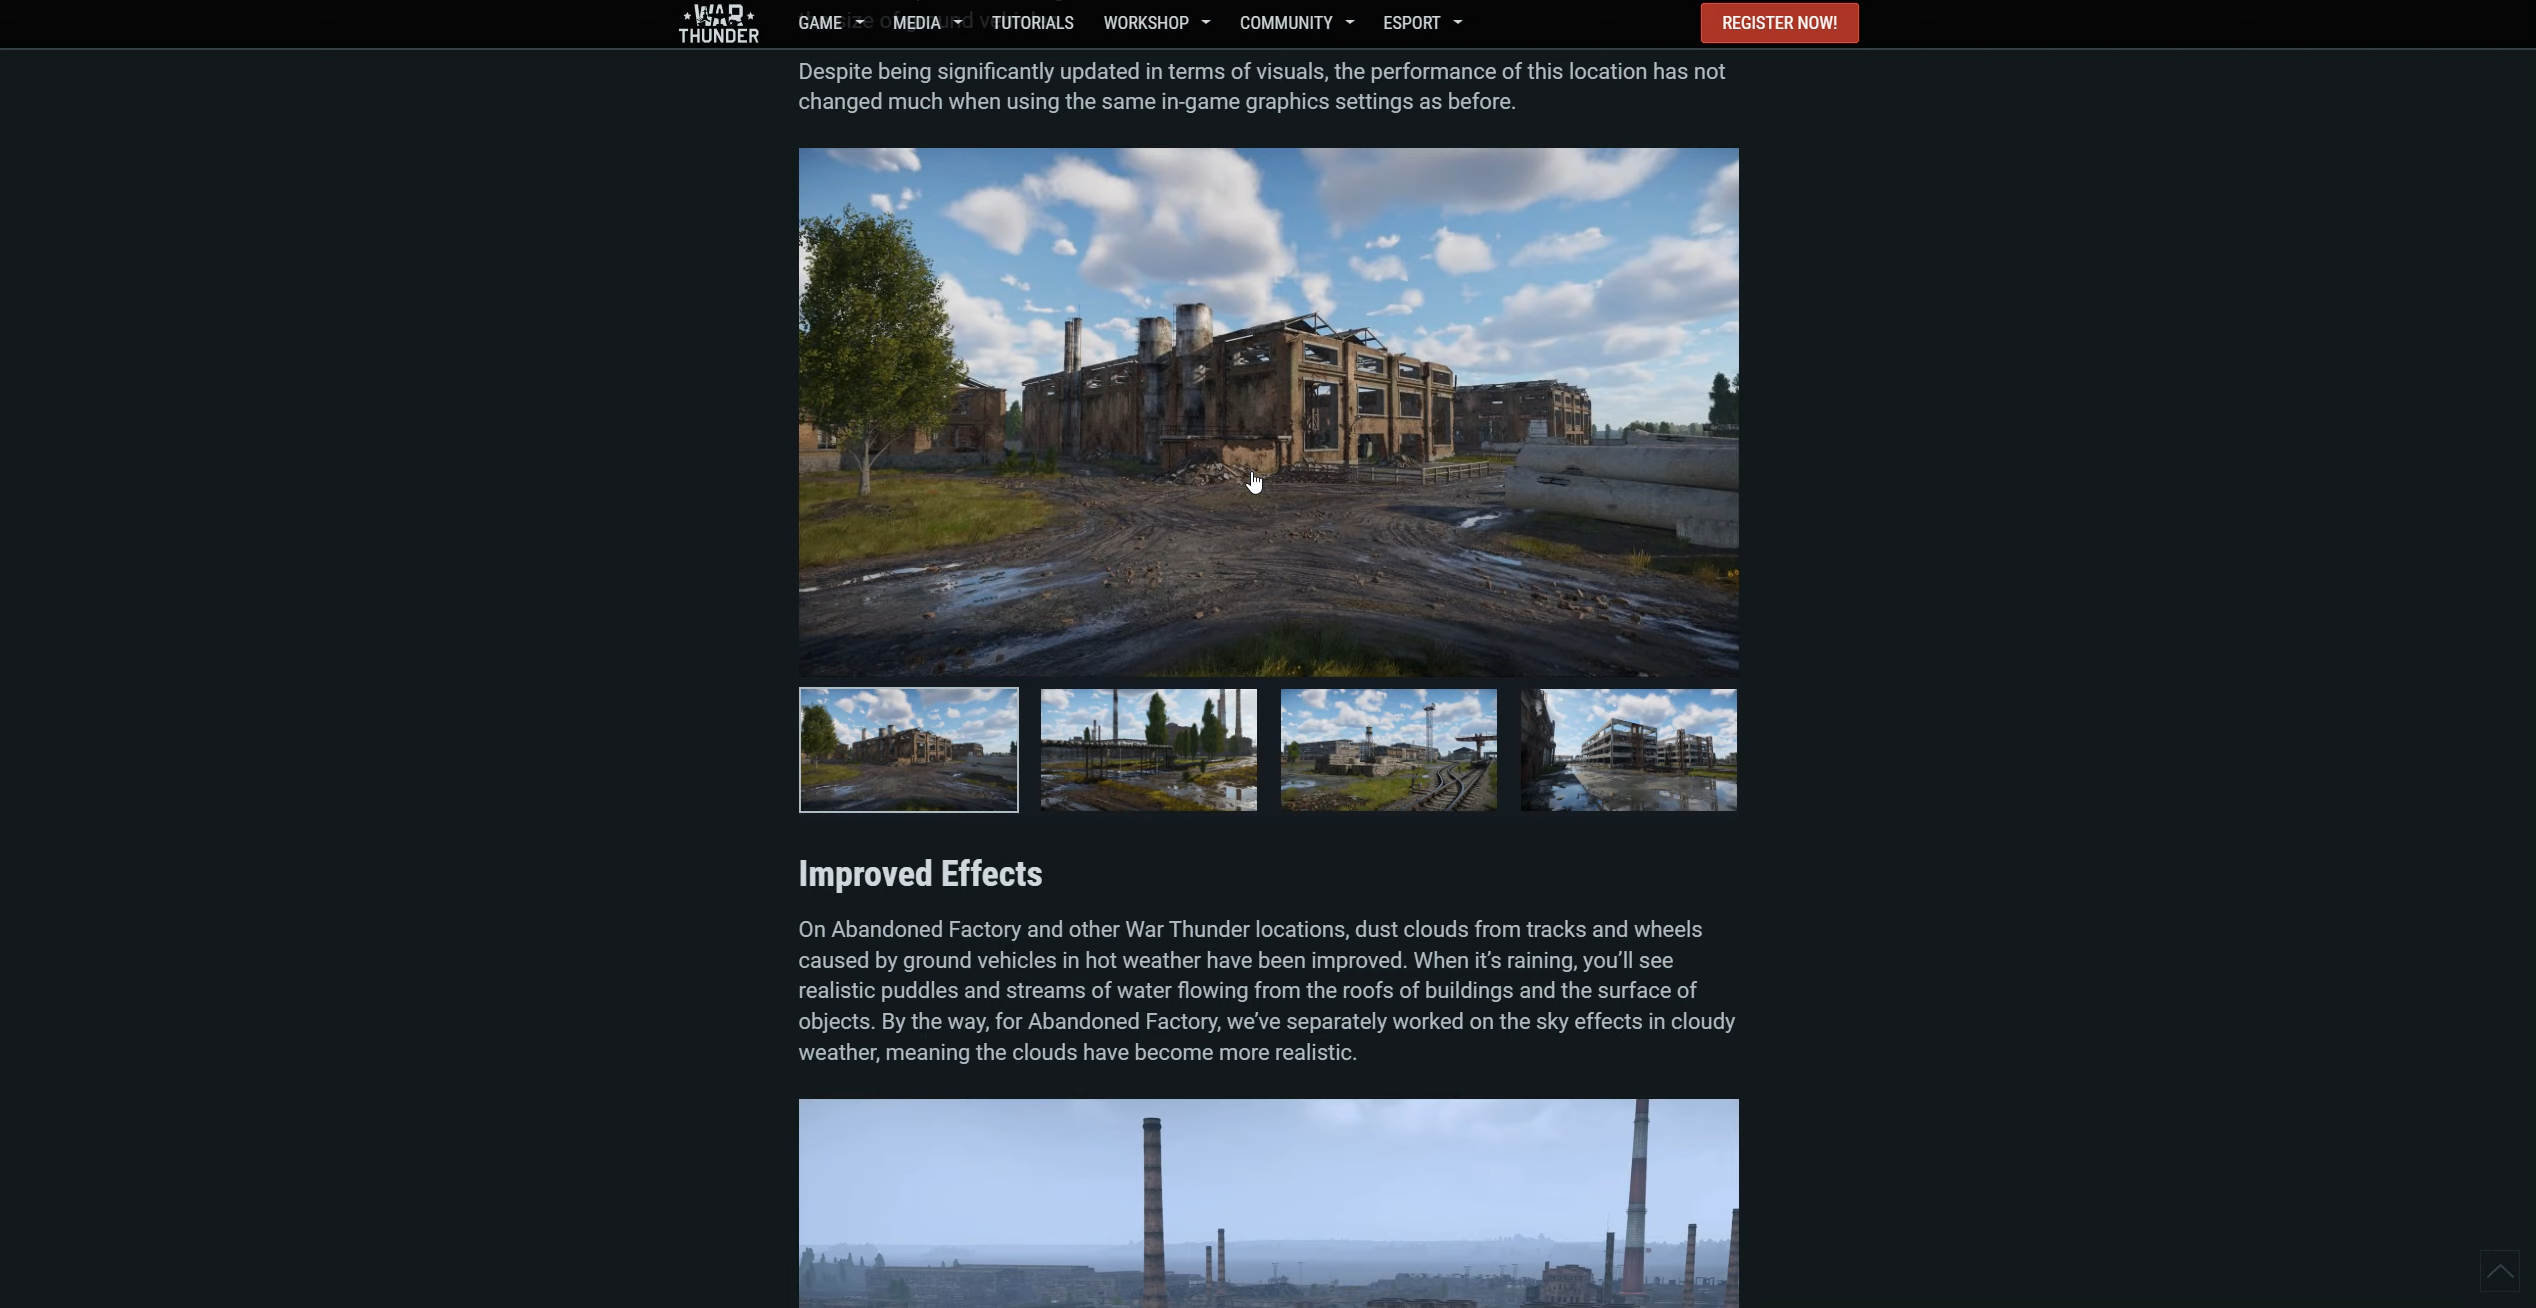 WAR
THUNDER
GAME
MEDIA
TUTORIALS
WORKSHOP
COMMUNITY
ESPORT
REGISTER NOW!
Despite being significantly updated in terms of visuals, the performance of this location has not
changed much when using the same in-game graphics settings as before.
Improved Effects
On Abandoned Factory and other War Thunder locations, dust clouds from tracks and wheels
caused by ground vehicles in hot weather have been improved. When it’s raining, you’ll see
realistic puddles and streams of water flowing from the roofs of buildings and the surface of
objects. By the way, for Abandoned Factory, we’ve separately worked on the sky effects in cloudy
weather, meaning the clouds have become more realistic.